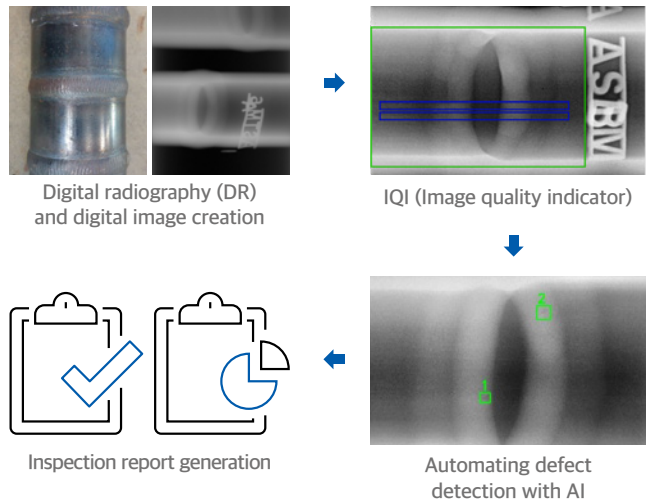 ASBM
Digital radiography (DR)
and digital image creation
IQI (Image quality indicator)
2
1
Inspection report generation
Automating defect
detection with AI